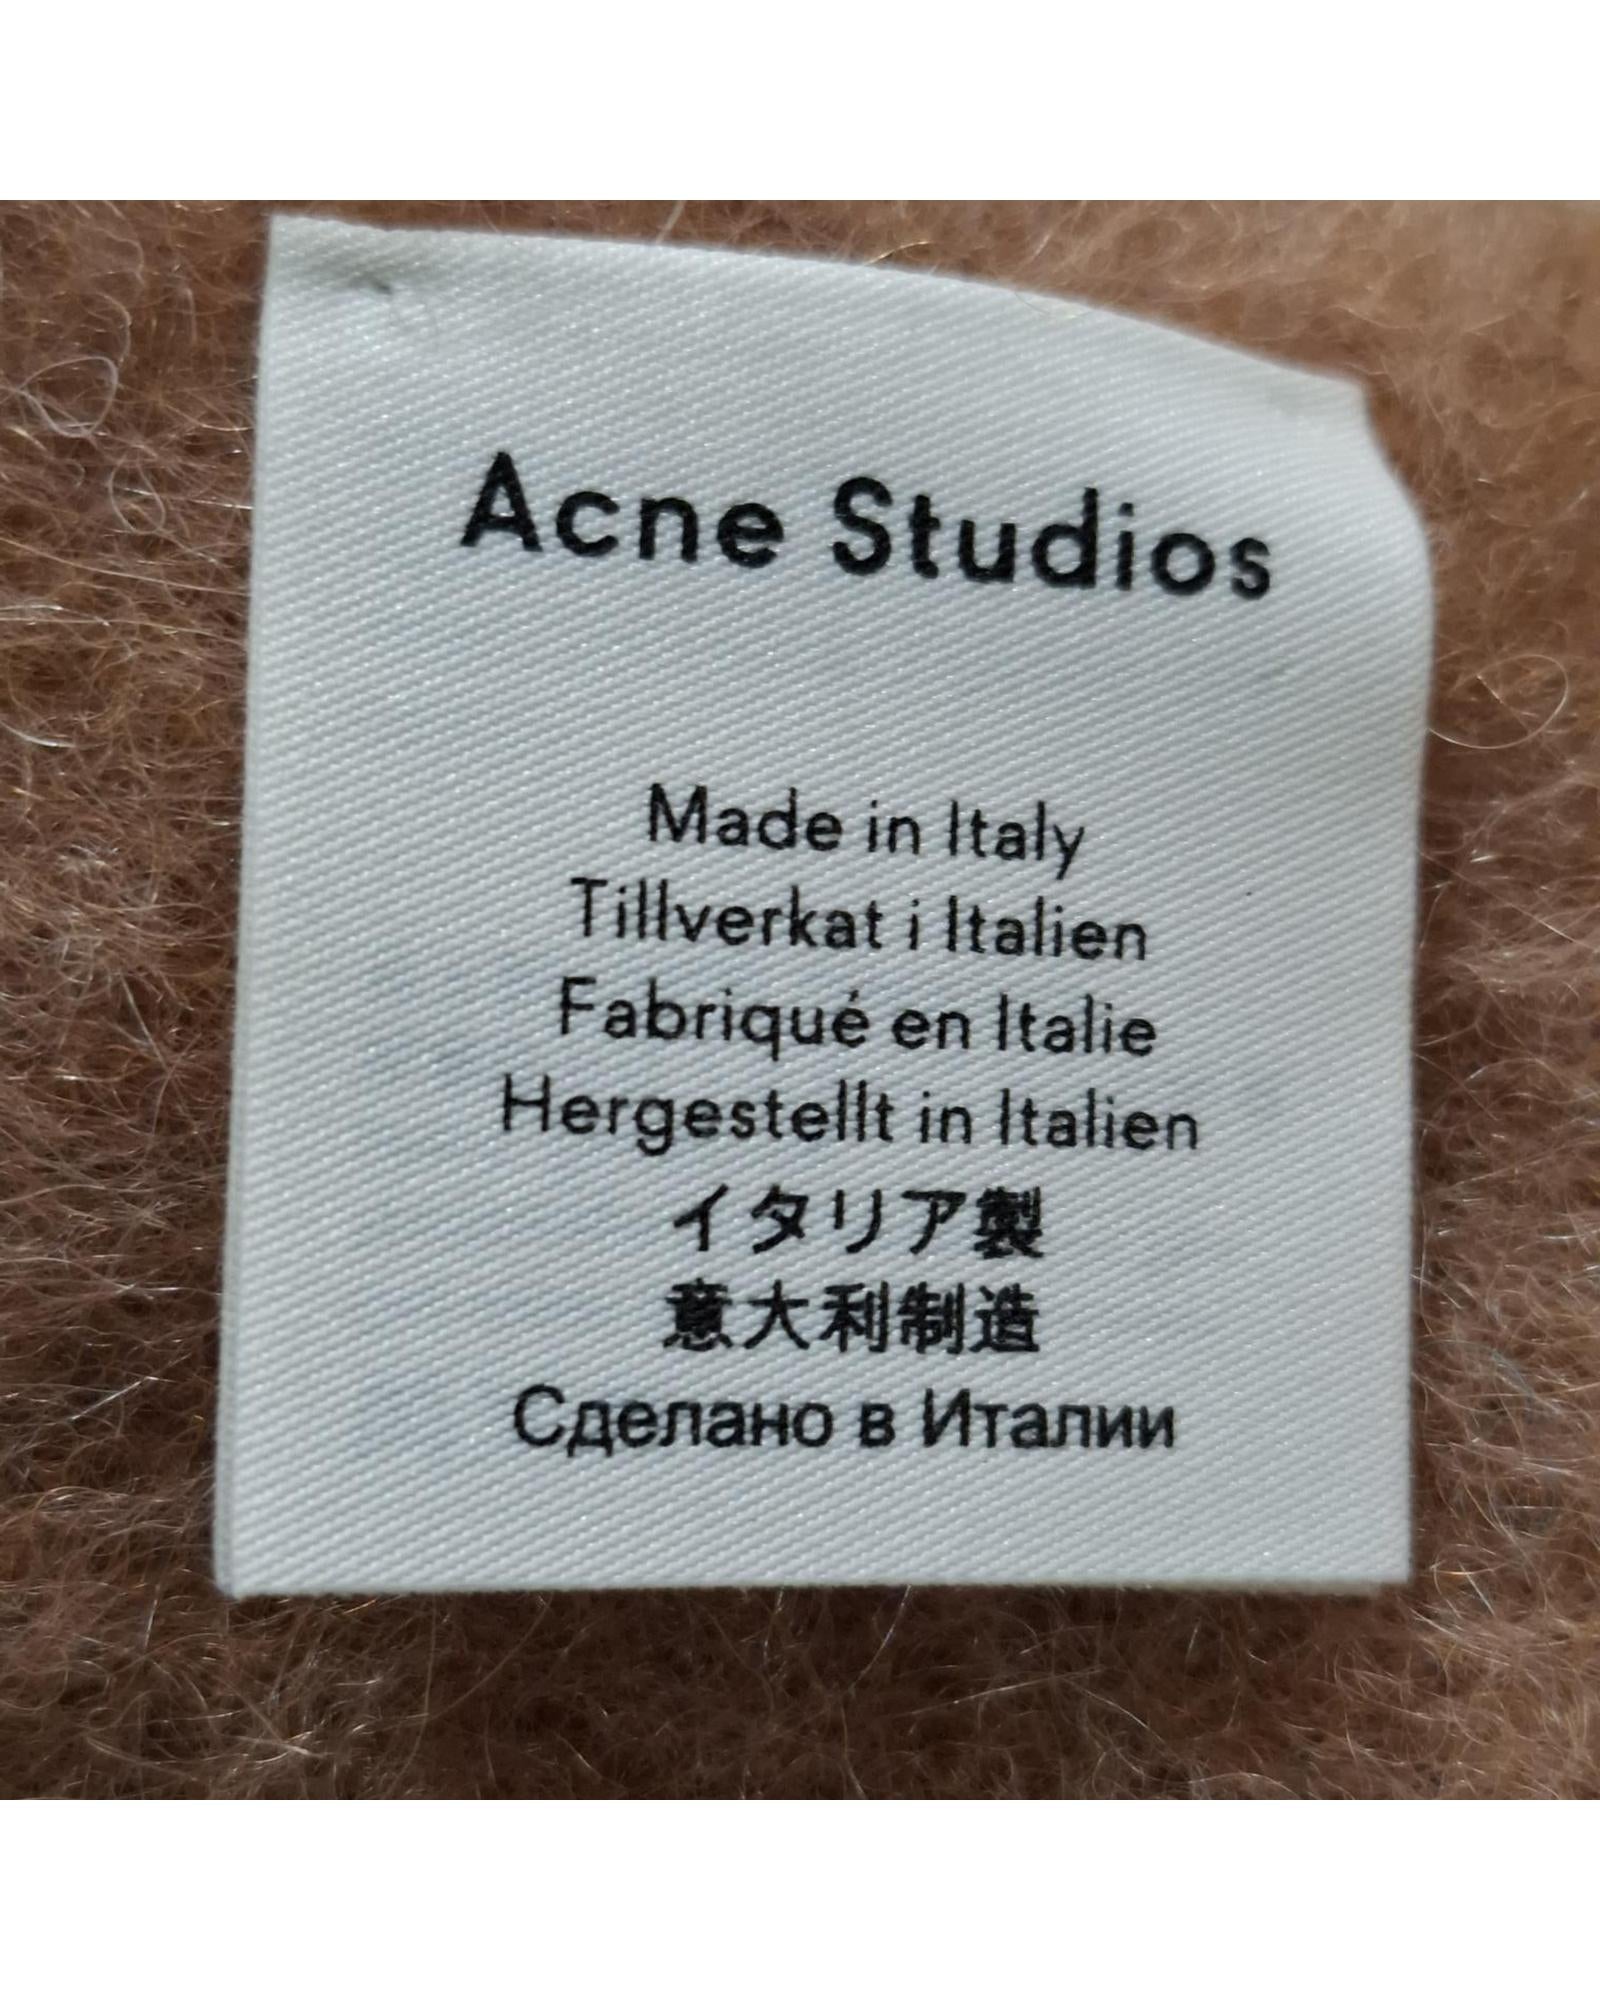 Acne Studios
Made in Italy
Tillverkat i Italien
Fabriqué en Italie
Hergestellt in Italien
イタリア製
意大利制造
Сделано в Италии